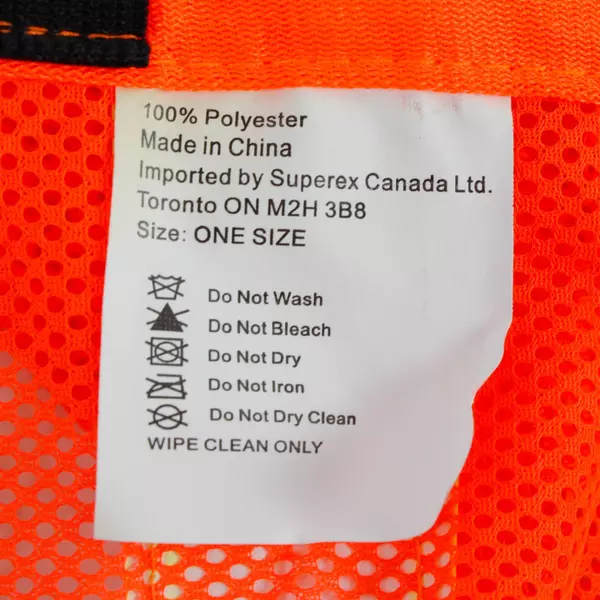 100% Polyester
Made in China
Imported by Superex Canada Ltd.
Toronto ON M2H 3B8
Size: ONE SIZE
Do Not Wash
Do Not Bleach
Do Not Dry
Do Not Iron
Do Not Dry Clean
WIPE CLEAN ONLY